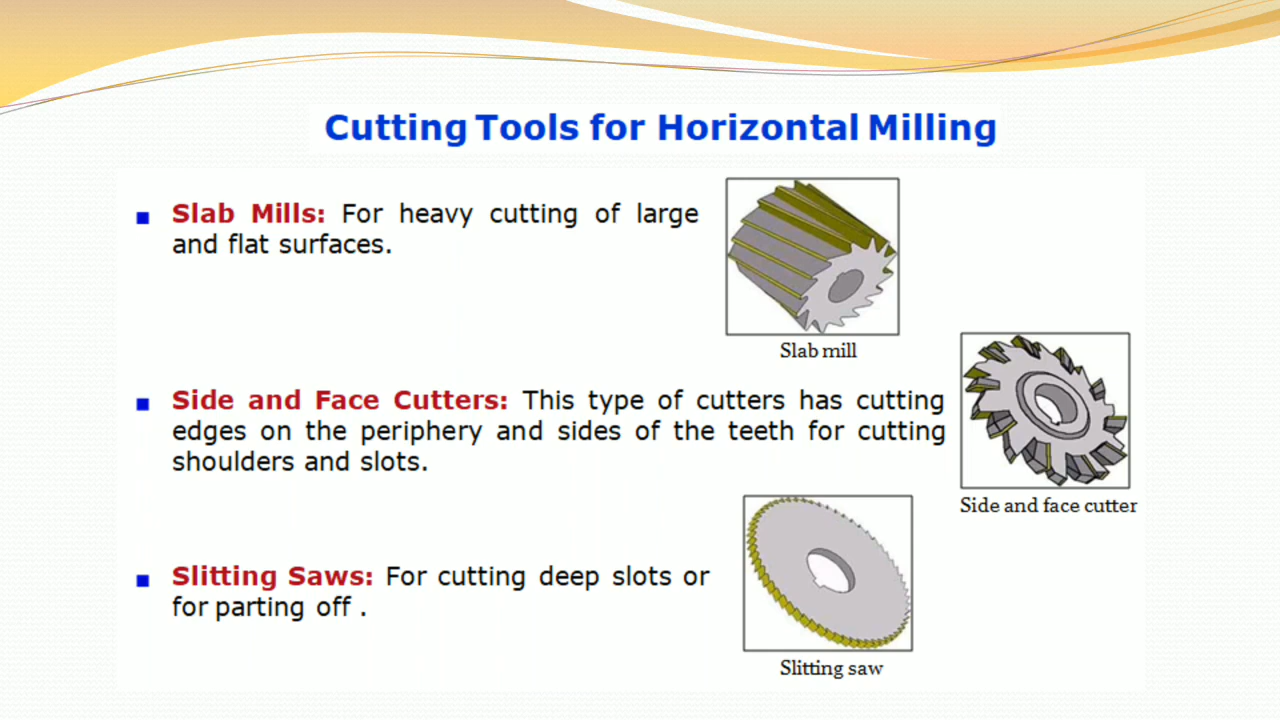 Cutting Tools for Horizontal Milling
Slab Mills: For heavy cutting of large
and flat surfaces.
Slab mill
Side and Face Cutters: This type of cutters has cutting
edges on the periphery and sides of the teeth for cutting
shoulders and slots.
Side and face cutter
Slitting Saws: For cutting deep slots or
for parting off .
Slitting saw